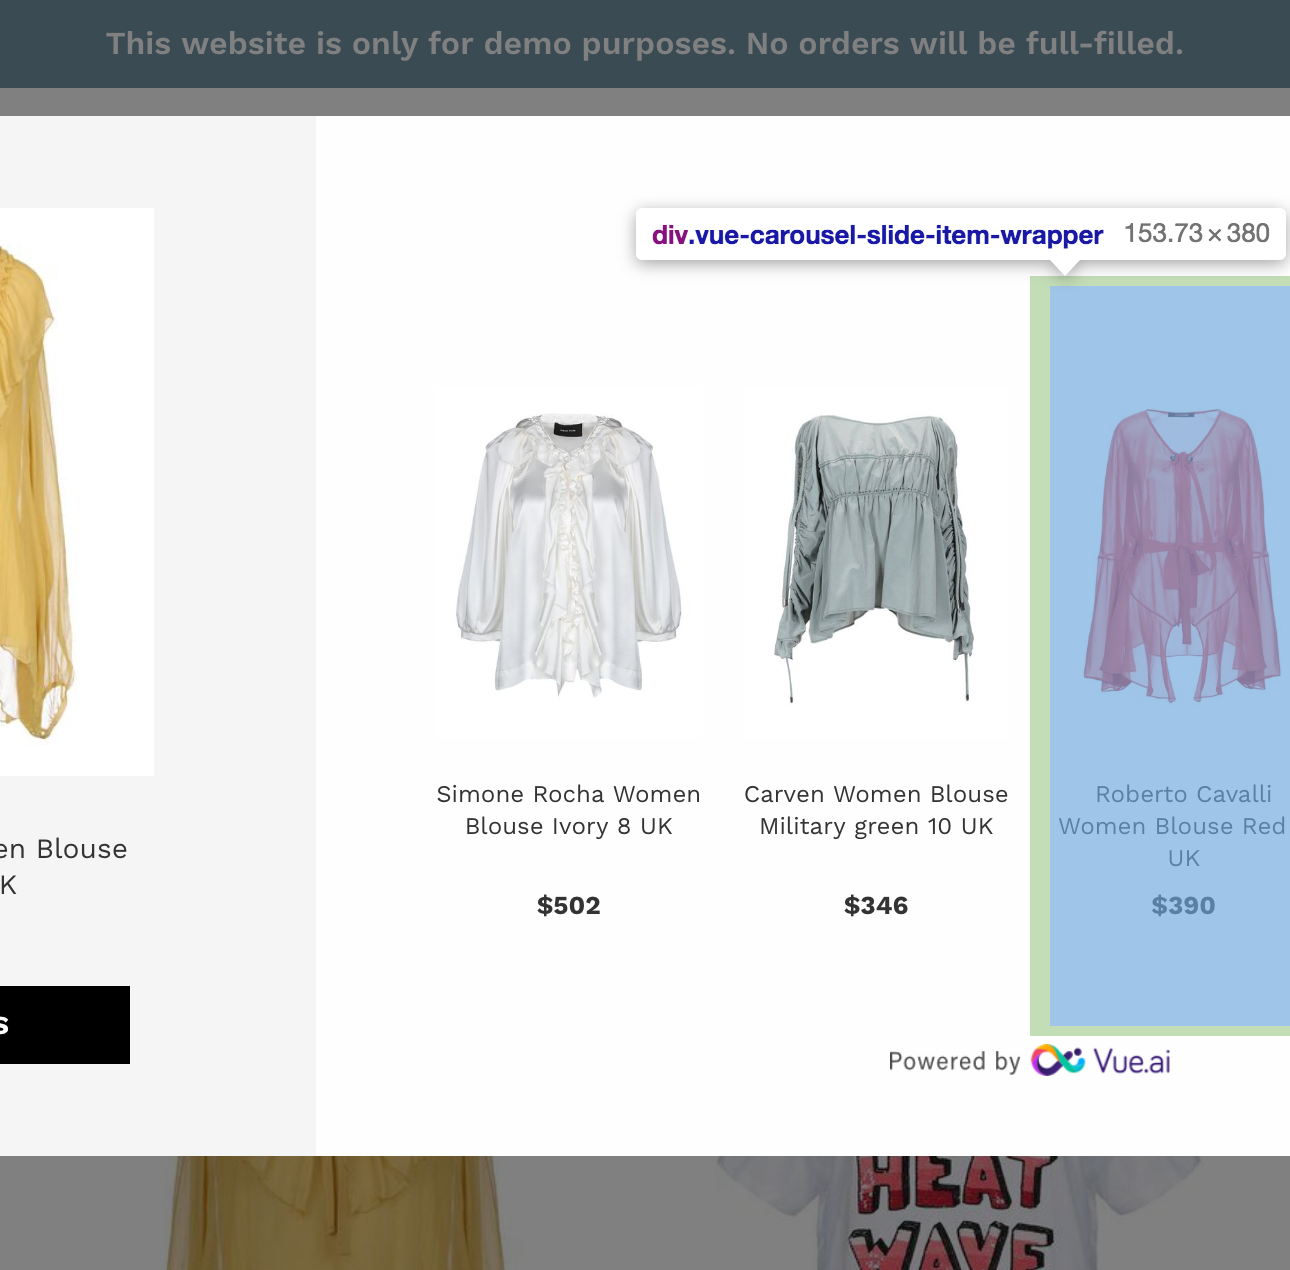 This website is only for demo purposes. No orders will be full-filled.
div.vue-carousel-slide-item-wrapper 153.73 × 380
Simone Rocha Women
Blouse Ivory 8 UK
$502
Carven Women Blouse
Military green 10 UK
$346
Roberto Cavalli
Women Blouse Red
UK
$390
en Blouse
K
s
Powered by Vue.ai
HEAT
WAVE